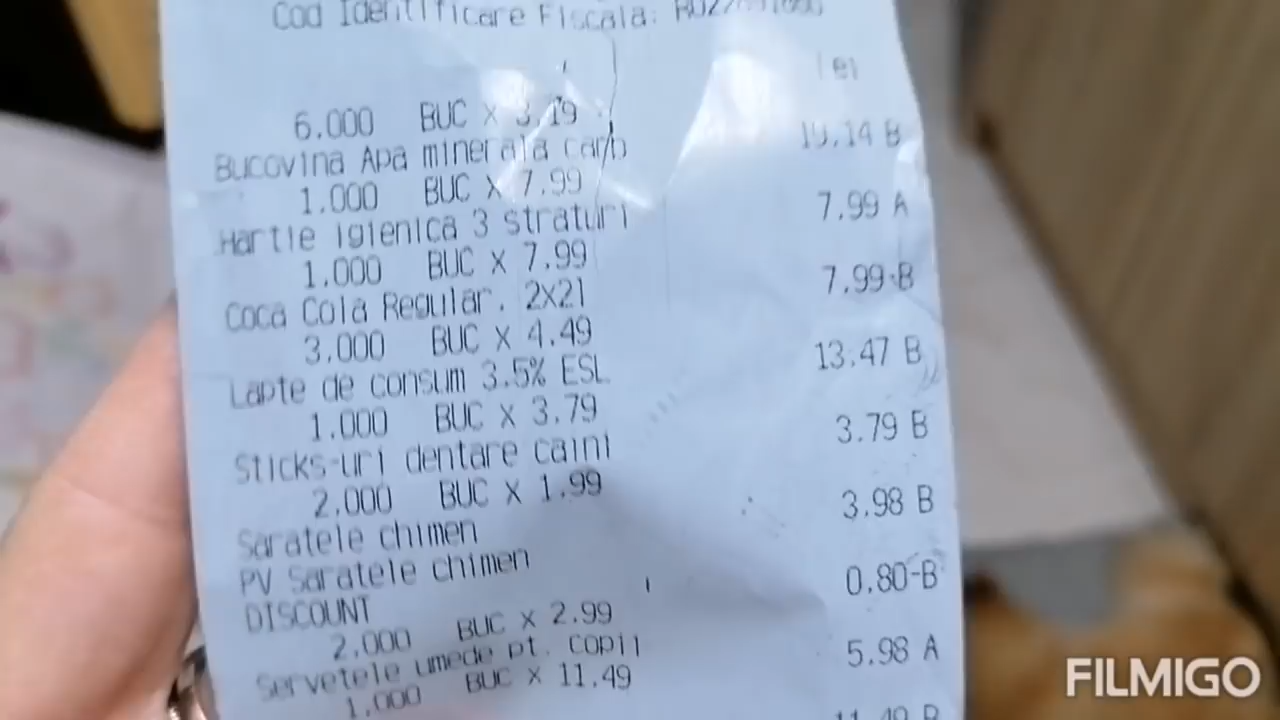 Cod Identificare Fiscala:
lei
6.000 BUC X 3.19
Bucovina Apa minerala carb 19.14 B
1.000 BUC X 7.99
Hartie igienica 3 straturi 7.99 A
1.000 BUC X 7.99
Coca Cola Regular. 2x2l 7.99 B
3.000 BUC X 4.49
Lapte de consum 3.5% ESL 13.47 B
1.000 BUC X 3.79
Sticks-uri dentare caini 3.79 B
2.000 BUC X 1.99
Saratele chimen 3.98 B
PV Saratele chimen
DISCOUNT 0.80-B
2.000 BUC X 2.99
Servetele umede pt. copii 5.98 A
1.000 BUC X 11.49
11.49 B
FILMIGO